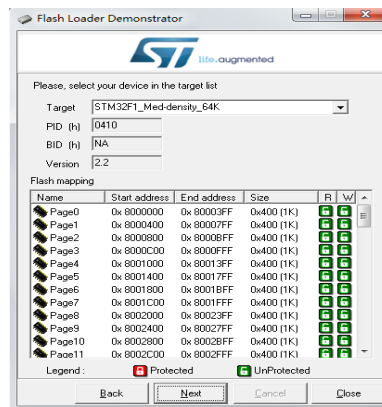 Flash Loader Demonstrator
life.augmented
Please, select your device in the target list
Target STM32F1_Med-density_64K
PID (h) 0410
BID (h) NA
Version 2.2
Flash mapping
Name Start address End address Size R W
Page0 0x 8000000 0x 80003FF 0x400 (1K)
Page1 0x 8000400 0x 80007FF 0x400 (1K)
Page2 0x 8000800 0x 8000BFF 0x400 (1K)
Page3 0x 8000C00 0x 8000FFF 0x400 (1K)
Page4 0x 8001000 0x 80013FF 0x400 (1K)
Page5 0x 8001400 0x 80017FF 0x400 (1K)
Page6 0x 8001800 0x 8001BFF 0x400 (1K)
Page7 0x 8001C00 0x 8001FFF 0x400 (1K)
Page8 0x 8002000 0x 80023FF 0x400 (1K)
Page9 0x 8002400 0x 80027FF 0x400 (1K)
Page10 0x 8002800 0x 8002BFF 0x400 (1K)
Page11 0x 8002C00 0x 8002FFF 0x400 (1K)
Legend : Protected UnProtected
Back Next Cancel Close